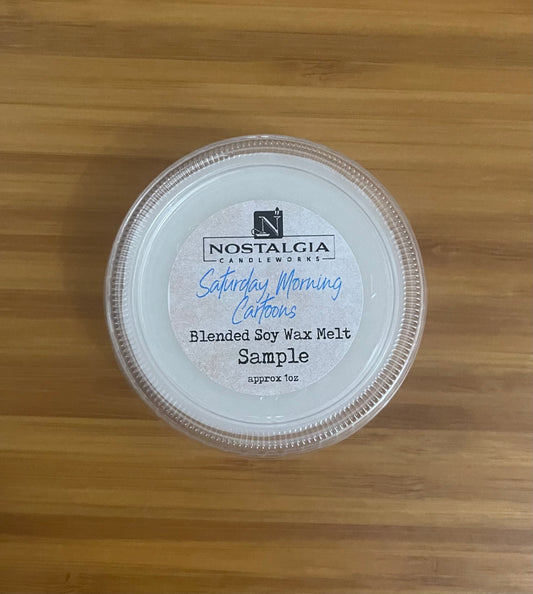 N
NOSTALGIA
CANDLEWORKS
Saturday Morning
Cartoons
Blended Soy Wax Melt
Sample
approx 1oz